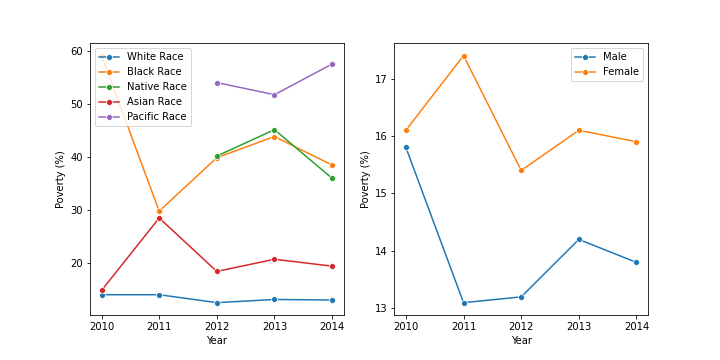 60
50
40
30
20
Poverty (%)
White Race
Black Race
Native Race
Asian Race
Pacific Race
2010 2011 2012 2013 2014
Year
17
16
15
14
13
Poverty (%)
Male
Female
2010 2011 2012 2013 2014
Year